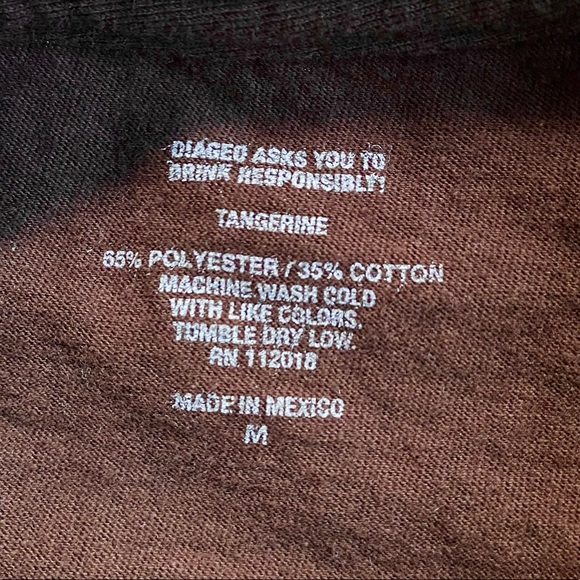 DIAGEO ASKS YOU TO
DRINK RESPONSIBLY!
TANGERINE
65% POLYESTER / 35% COTTON
MACHINE WASH COLD
WITH LIKE COLORS.
TUMBLE DRY LOW.
RN 112018
MADE IN MEXICO
M